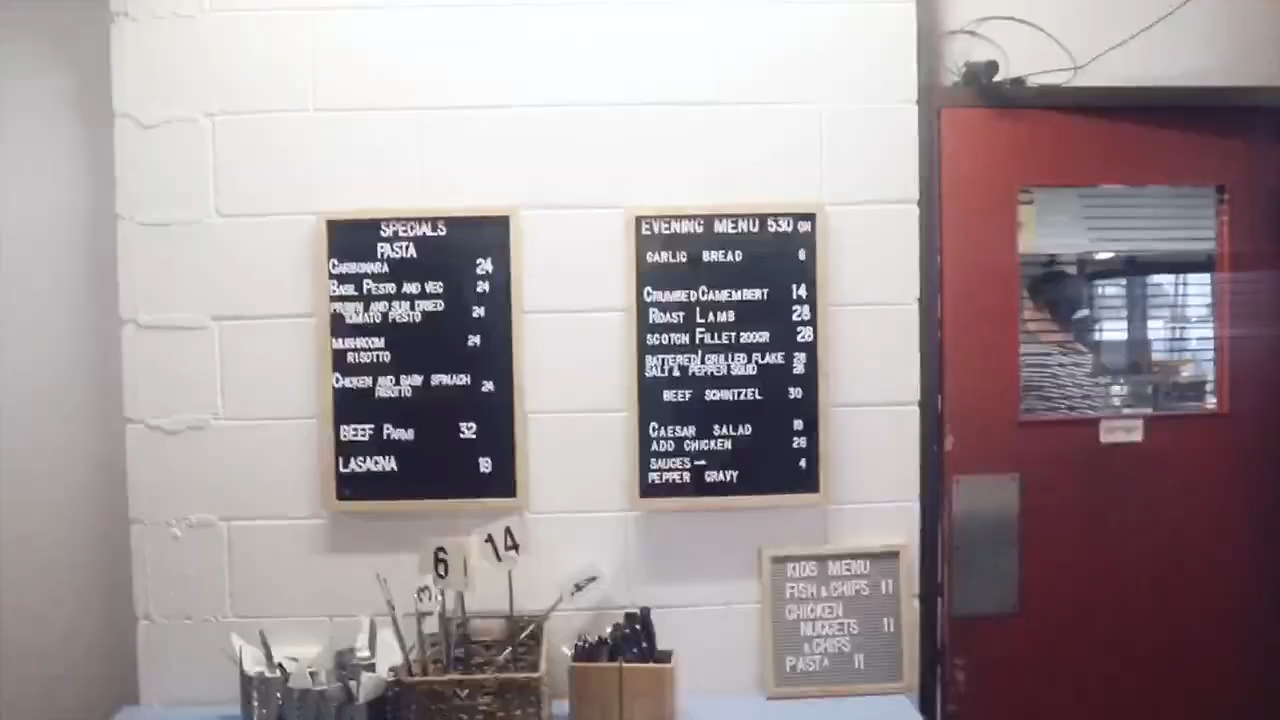 SPECIALS
PASTA
CARBONARA 24
BASIL PESTO AND VEG 24
PRAWN AND SUN DRIED
TOMATO PESTO 24
MUSHROOM 24
RISOTTO
CHICKEN AND BABY SPINACH
RISOTTO 24
BEEF PARMI 32
LASAGNA 19
EVENING MENU 530 ON
GARLIC BREAD 6
CRUMBED CAMEMBERT 14
ROAST LAMB 28
SCOTCH FILLET 200GR 28
BATTERED/GRILLED FLAKE 28
SALT & PEPPER SQUID
BEEF SCHINTZEL 30
CAESAR SALAD 19
ADD CHICKEN 26
SAUCES - 4
PEPPER GRAVY
KIDS MENU
FISH & CHIPS 11
CHICKEN
NUGGETS 11
& CHIPS
PASTA 11
6
14
3